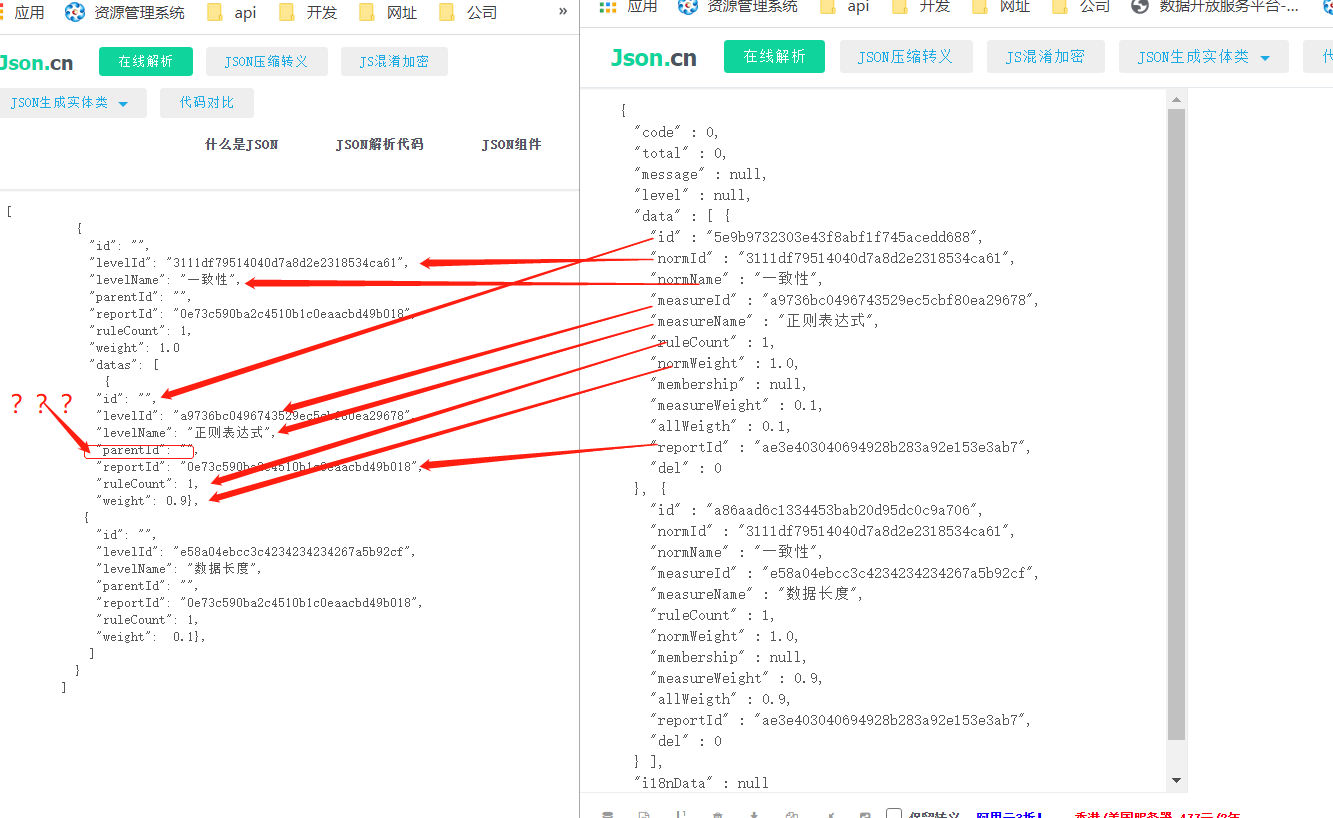 应用 资源管理系统 api 开发 网址 公司 »
Json.cn 在线解析 JSON压缩转义 JS混淆加密
JSON生成实体类 代码对比
什么是JSON JSON解析代码 JSON组件
[
{
"id": "",
"levelId": "3111df79514040d7a8d2e2318534ca61",
"levelName": "一致性",
"parentId": "",
"reportId": "0e73c590ba2c4510b1c0eaacbd49b018",
"ruleCount": 1,
"weight": 1.0
"datas": [
{
"id": "",
"levelId": "a9736bc0496743529ec5cbf80ea29678",
"levelName": "正则表达式",
？？？
"parentId": "",
"reportId": "0e73c590ba2c4510b1c0eaacbd49b018",
"ruleCount": 1,
"weight": 0.9},
{
"id": "",
"levelId": "e58a04ebcc3c4234234234267a5b92cf",
"levelName": "数据长度",
"parentId": "",
"reportId": "0e73c590ba2c4510b1c0eaacbd49b018",
"ruleCount": 1,
"weight":  0.1},
]
}
]
应用 资源管理系统 api 开发 网址 公司 数据开放服务平台-...
Json.cn 在线解析 JSON压缩转义 JS混淆加密 JSON生成实体类
{
"code" : 0,
"total" : 0,
"message" : null,
"level" : null,
"data" : [ {
"id" : "5e9b9732303e43f8abf1f745acedd688",
"normId" : "3111df79514040d7a8d2e2318534ca61",
"normName" : "一致性",
"measureId" : "a9736bc0496743529ec5cbf80ea29678",
"measureName" : "正则表达式",
"ruleCount" : 1,
"normWeight" : 1.0,
"membership" : null,
"measureWeight" : 0.1,
"allWeigth" : 0.1,
"reportId" : "ae3e403040694928b283a92e153e3ab7",
"del" : 0
}, {
"id" : "a86aad6c1334453bab20d95dc0c9a706",
"normId" : "3111df79514040d7a8d2e2318534ca61",
"normName" : "一致性",
"measureId" : "e58a04ebcc3c4234234234267a5b92cf",
"measureName" : "数据长度",
"ruleCount" : 1,
"normWeight" : 1.0,
"membership" : null,
"measureWeight" : 0.9,
"allWeigth" : 0.9,
"reportId" : "ae3e403040694928b283a92e153e3ab7",
"del" : 0
} ],
"i18nData" : null
保留转义